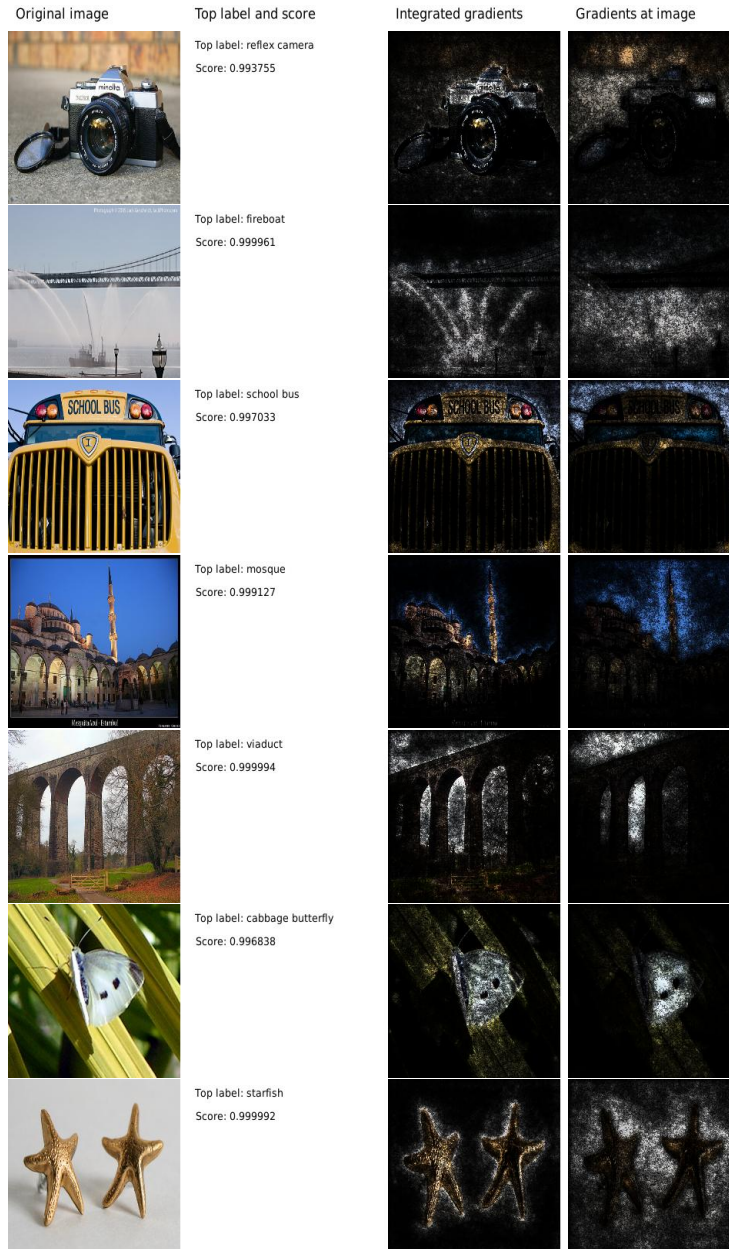 Original image
Top label and score
Integrated gradients
Gradients at image
Top label: reflex camera
Score: 0.993755
minolta
minolta
Top label: fireboat
Score: 0.999961
Top label: school bus
Score: 0.997033
SCHOOL BUS
SCHOOL BUS
SCHOOL BUS
Top label: mosque
Score: 0.999127
Top label: viaduct
Score: 0.999994
Top label: cabbage butterfly
Score: 0.996838
Top label: starfish
Score: 0.999992